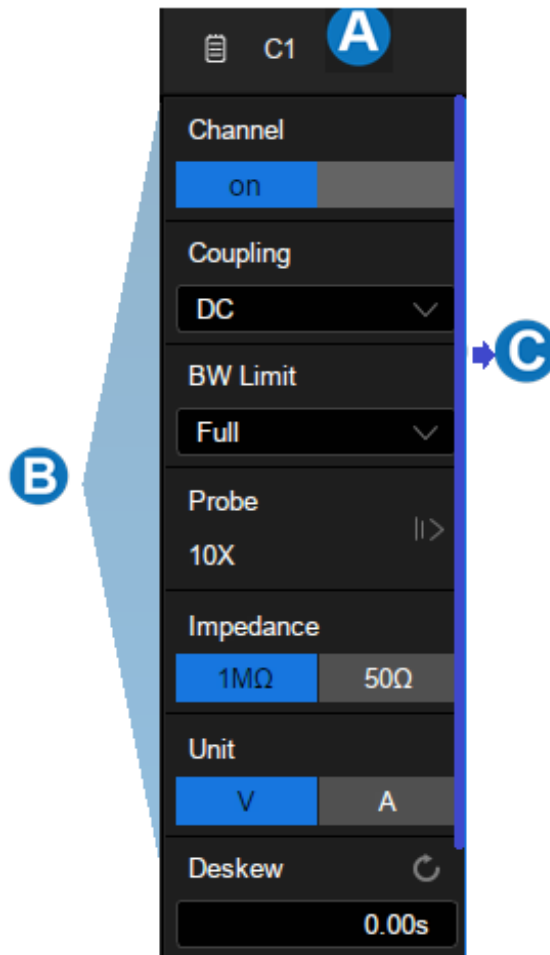 C1 A
Channel
on
Coupling
DC
C
BW Limit
Full
B
Probe
10X
Impedance
1MΩ 50Ω
Unit
V A
Deskew
0.00s